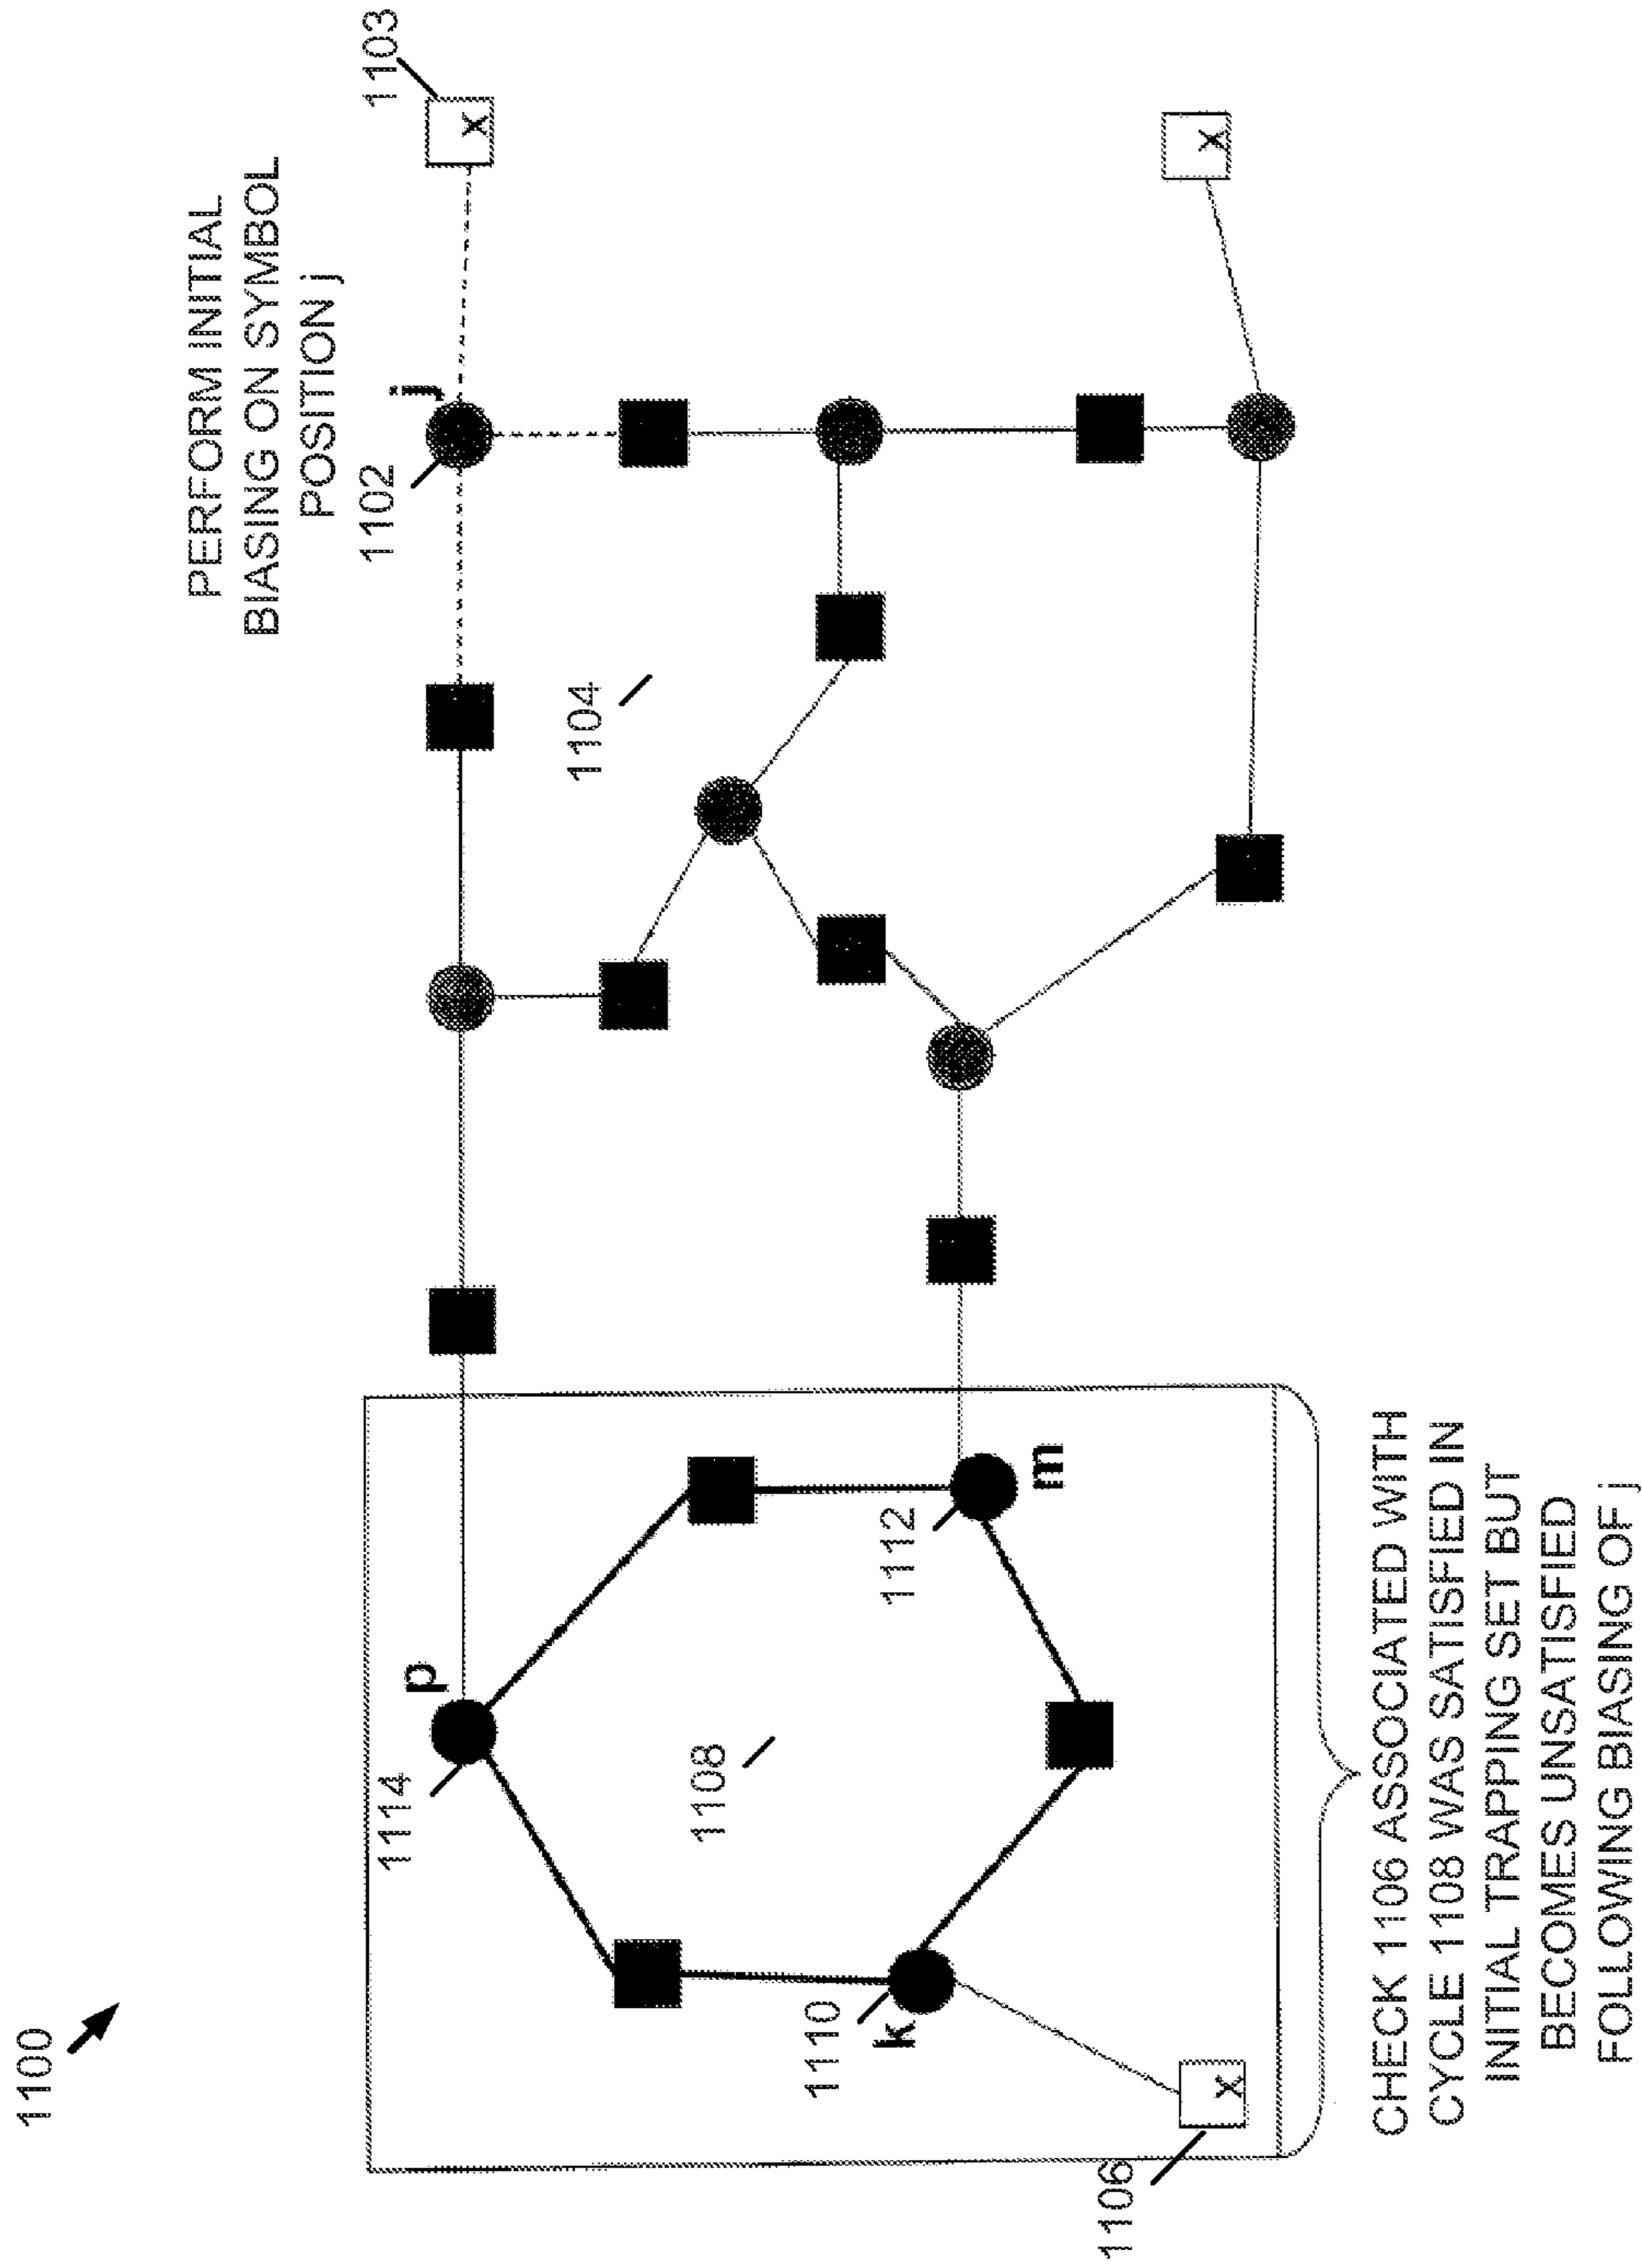 1100
PERFORM INITIAL
BIASING ON SYMBOL
POSITION j
1103
1102
j
1104
p
1114
1108
1112
m
1110
k
x
x
x
1106
CHECK 1106 ASSOCIATED WITH
CYCLE 1108 WAS SATISFIED IN
INITIAL TRAPPING SET BUT
BECOMES UNSATISFIED
FOLLOWING BIASING OF j